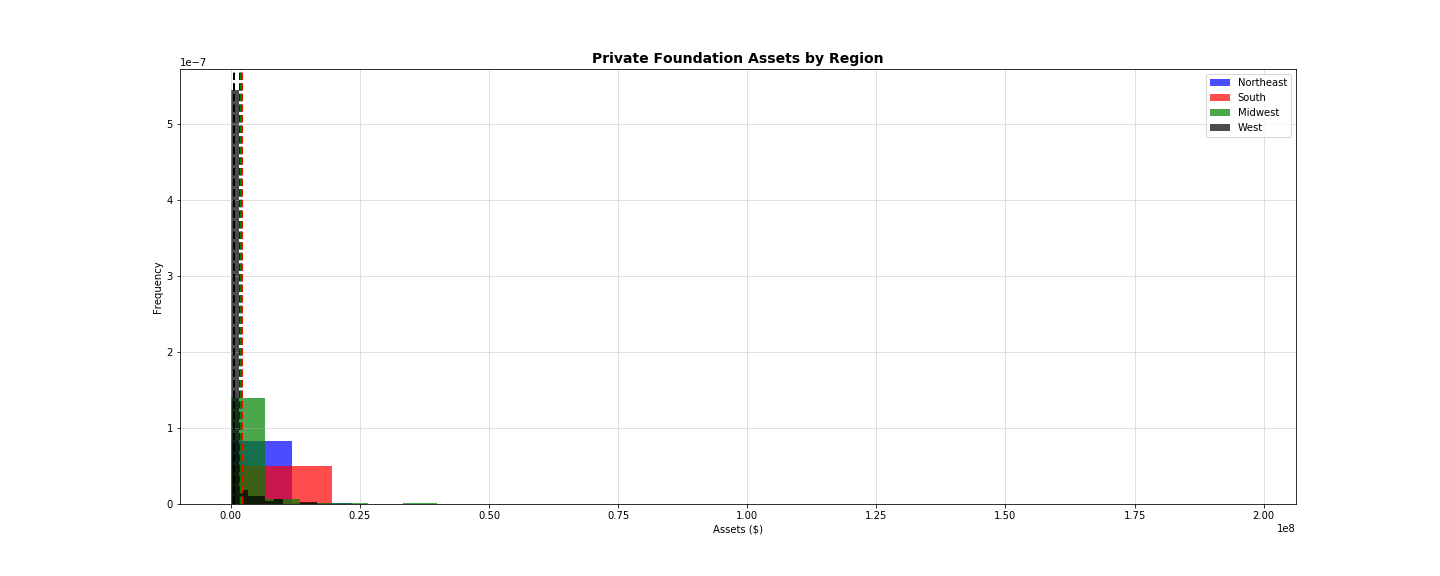 Private Foundation Assets by Region
1e−7
Northeast
South
Midwest
West
5
4
3
2
1
0
Frequency
0.00 0.25 0.50 0.75 1.00 1.25 1.50 1.75 2.00
Assets ($)
1e8